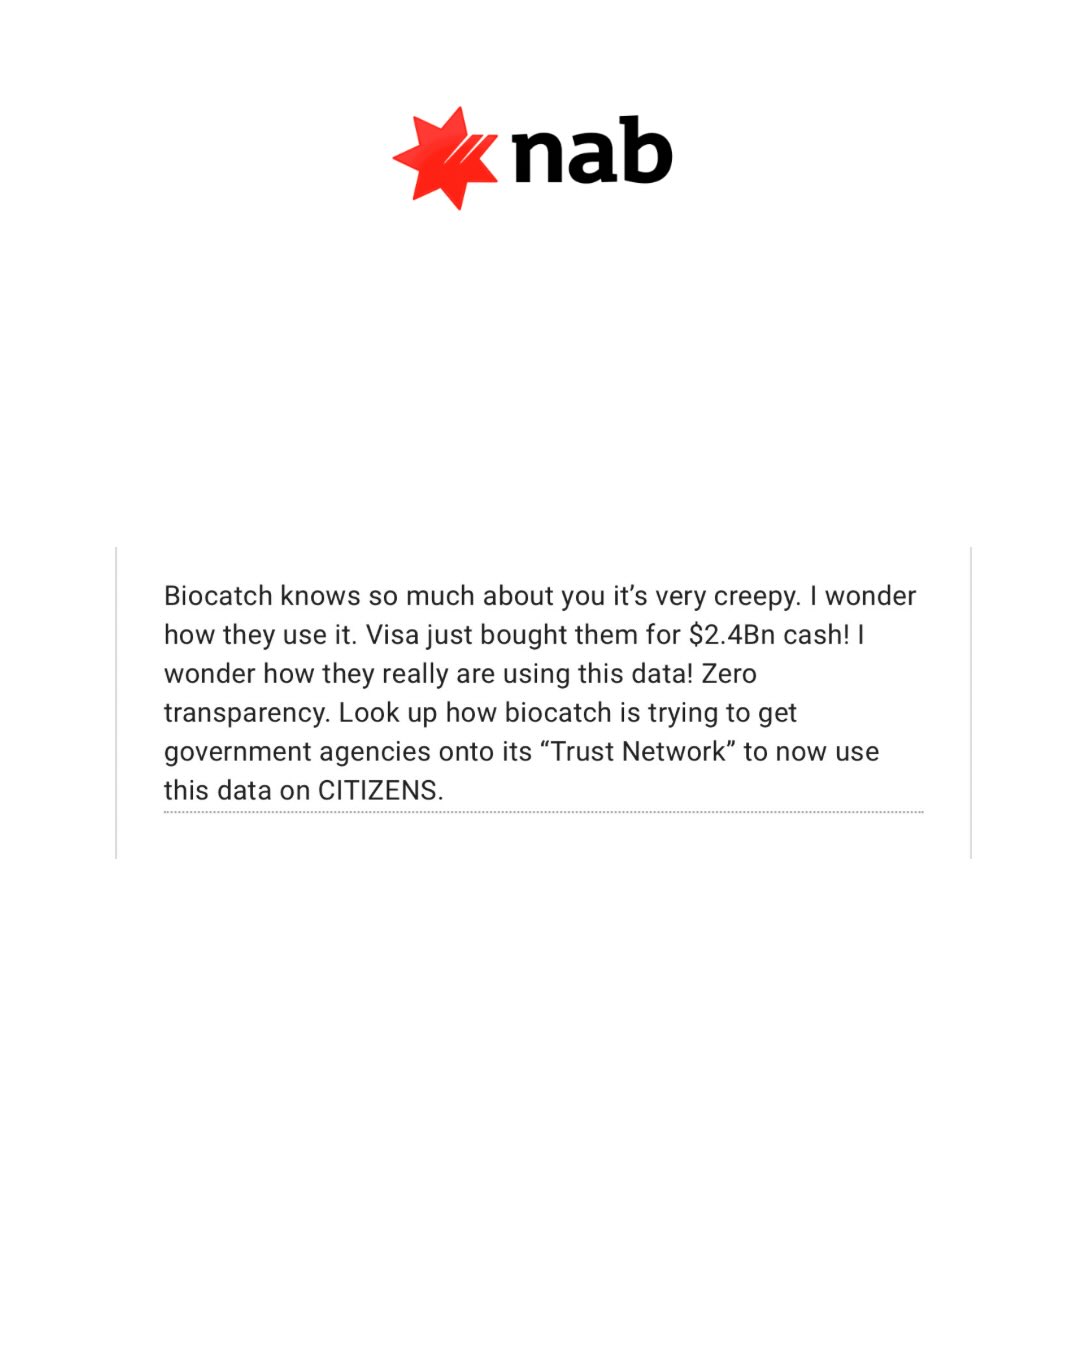 nab
Biocatch knows so much about you it’s very creepy. I wonder
how they use it. Visa just bought them for $2.4Bn cash! I
wonder how they really are using this data! Zero
transparency. Look up how biocatch is trying to get
government agencies onto its “Trust Network” to now use
this data on CITIZENS.